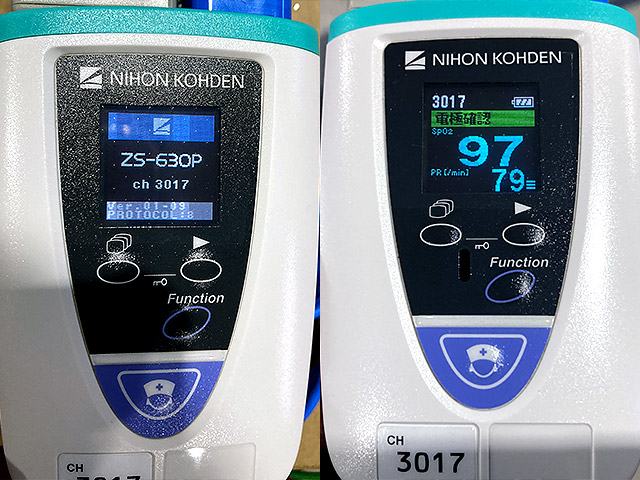 NIHON KOHDEN
ZS-630P
ch 3017
Ver.01-09
PROTOCOL:8
Function
CH
3017
NIHON KOHDEN
3017
電極確認
SpO2
97
PR[/min]
79
Function
CH
3017